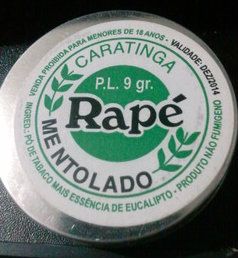 VENDA PROIBIDA PARA MENORES DE 18 ANOS - VALIDADE: DEZ/2014
CARATINGA
P.L. 9 gr.
Rapé
MENTOLADO
INGRED. - PÓ DE TABACO MAIS ESSÊNCIA DE EUCALIPTO - PRODUTO NÃO FUMÍGENO